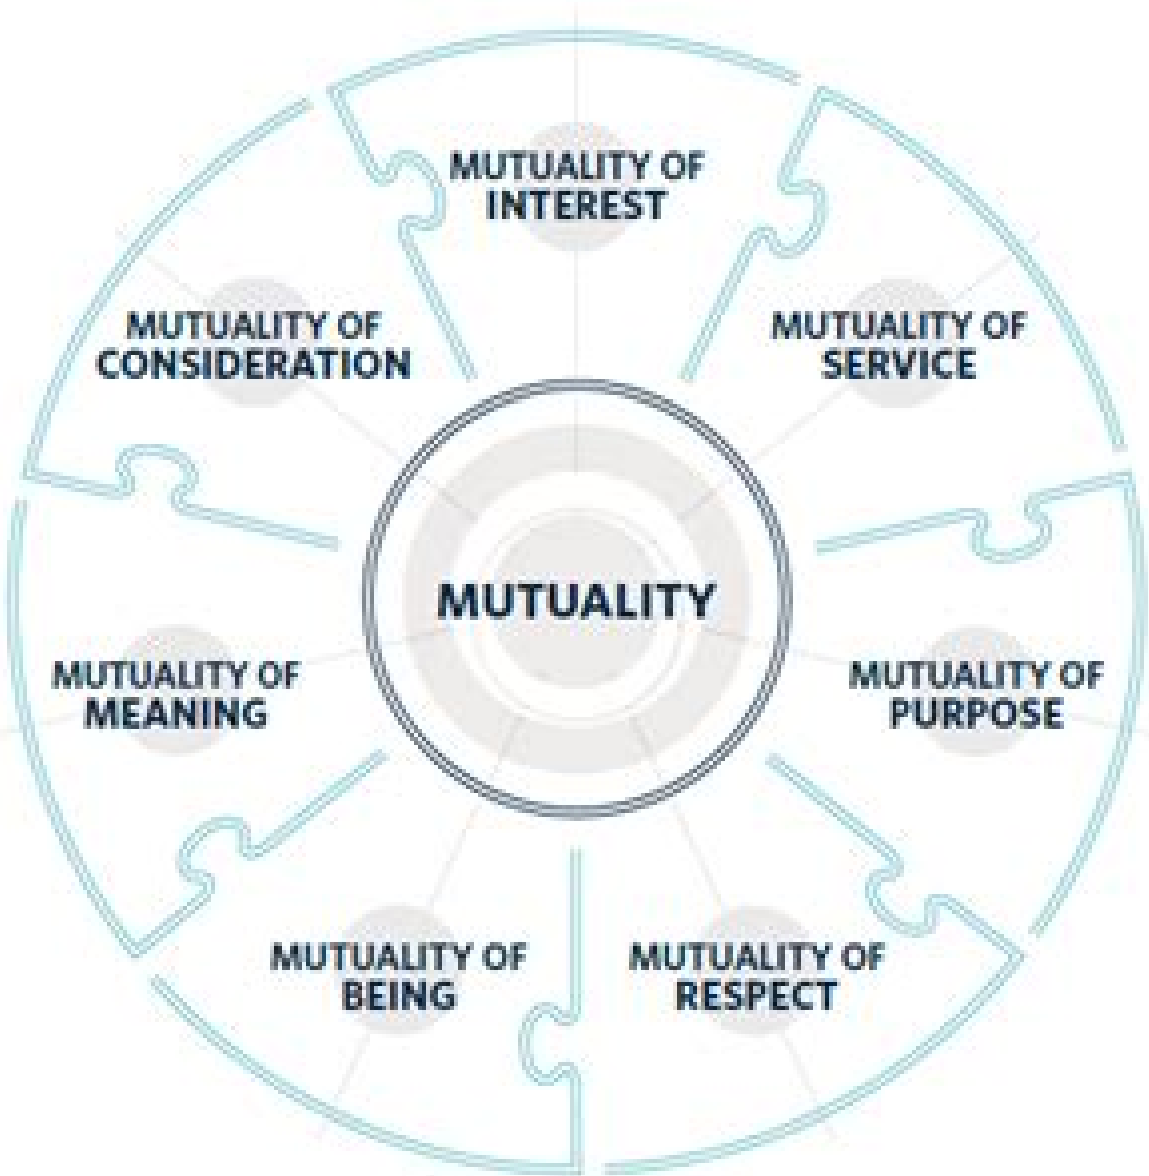 MUTUALITY OF
INTEREST
MUTUALITY OF
SERVICE
MUTUALITY OF
PURPOSE
MUTUALITY OF
RESPECT
MUTUALITY OF
BEING
MUTUALITY OF
MEANING
MUTUALITY OF
CONSIDERATION
MUTUALITY